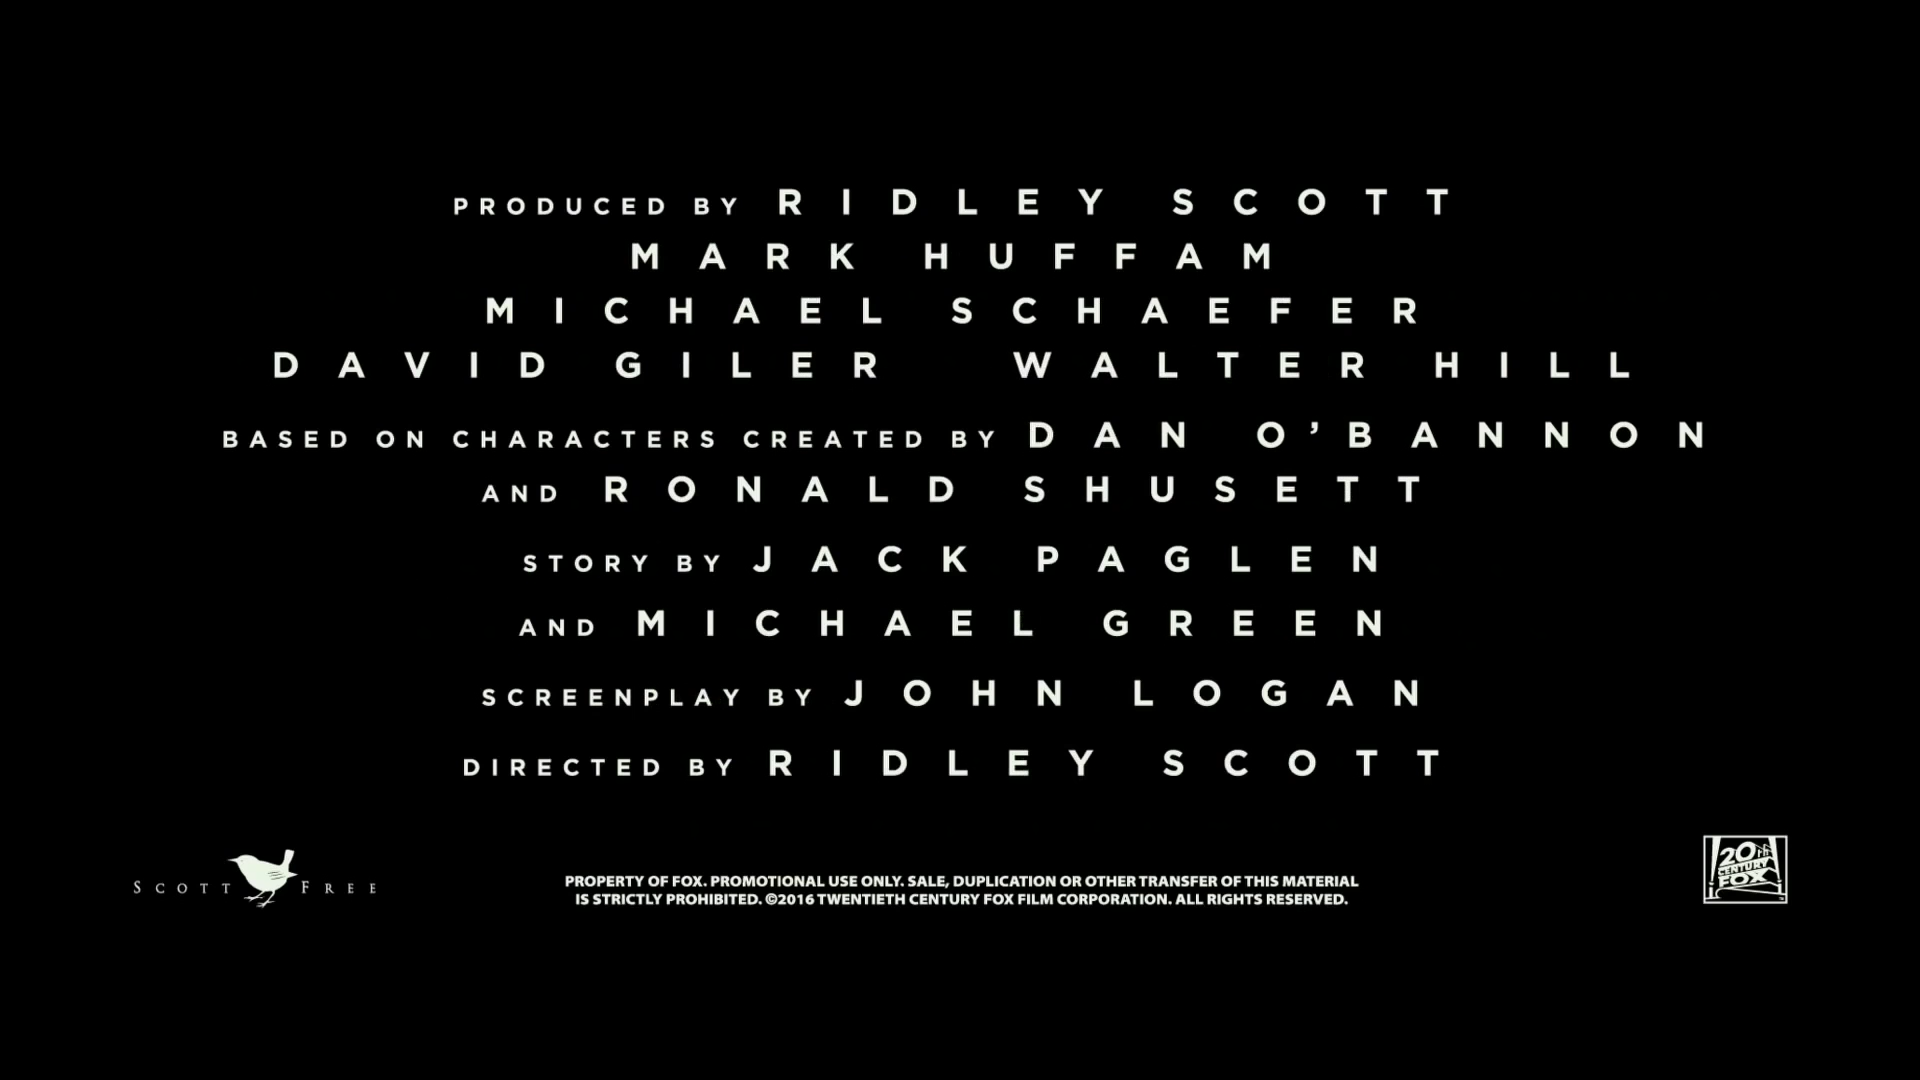 PRODUCED BY RIDLEY SCOTT
MARK HUFFAM
MICHAEL SCHAEFER
DAVID GILER WALTER HILL
BASED ON CHARACTERS CREATED BY DAN O’BANNON
AND RONALD SHUSETT
STORY BY JACK PAGLEN
AND MICHAEL GREEN
SCREENPLAY BY JOHN LOGAN
DIRECTED BY RIDLEY SCOTT
SCOTT FREE
PROPERTY OF FOX. PROMOTIONAL USE ONLY. SALE, DUPLICATION OR OTHER TRANSFER OF THIS MATERIAL
IS STRICTLY PROHIBITED. ©2016 TWENTIETH CENTURY FOX FILM CORPORATION. ALL RIGHTS RESERVED.
20th
CENTURY
FOX